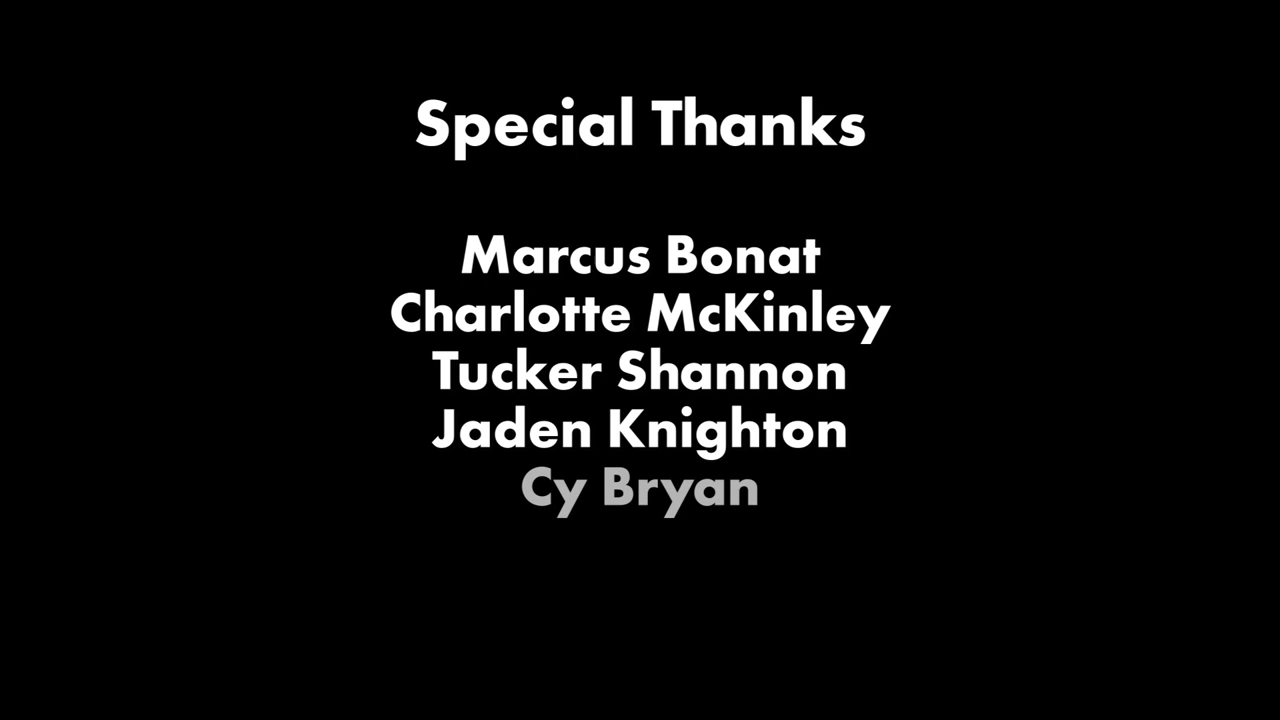 Special Thanks
Marcus Bonat
Charlotte McKinley
Tucker Shannon
Jaden Knighton
Cy Bryan